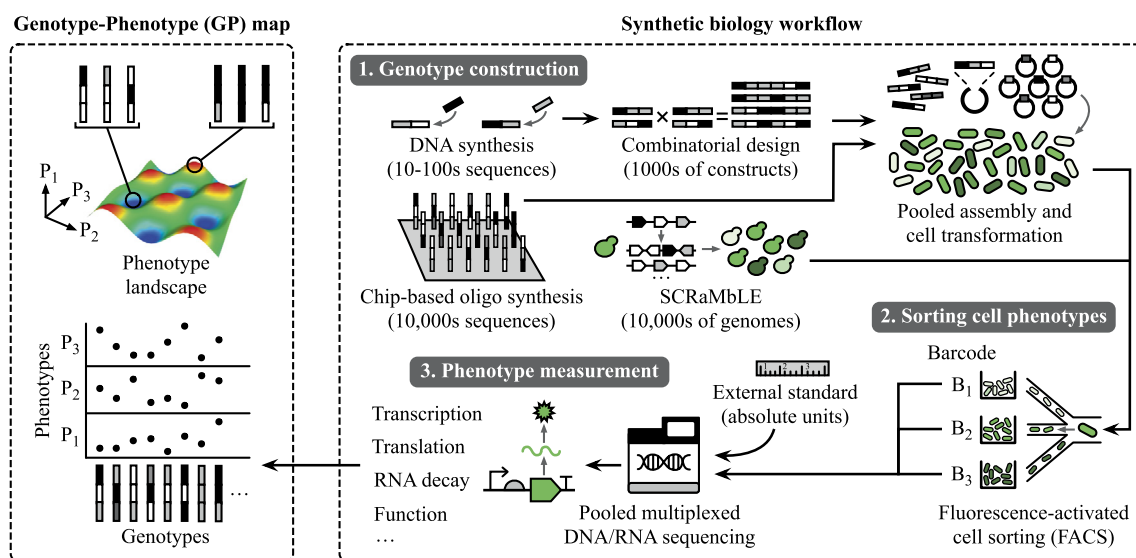 Genotype-Phenotype (GP) map
P1
P3
P2
Phenotype
landscape
Phenotypes
P3
P2
P1
...
Genotypes
Synthetic biology workflow
1. Genotype construction
DNA synthesis
(10-100s sequences)
Combinatorial design
(1000s of constructs)
Pooled assembly and
cell transformation
Chip-based oligo synthesis
(10,000s sequences)
...
SCRaMbLE
(10,000s of genomes)
2. Sorting cell phenotypes
Barcode
B1
B2
B3
Fluorescence-activated
cell sorting (FACS)
3. Phenotype measurement
1 2 3
External standard
(absolute units)
Transcription
Translation
RNA decay
Function
...
Pooled multiplexed
DNA/RNA sequencing